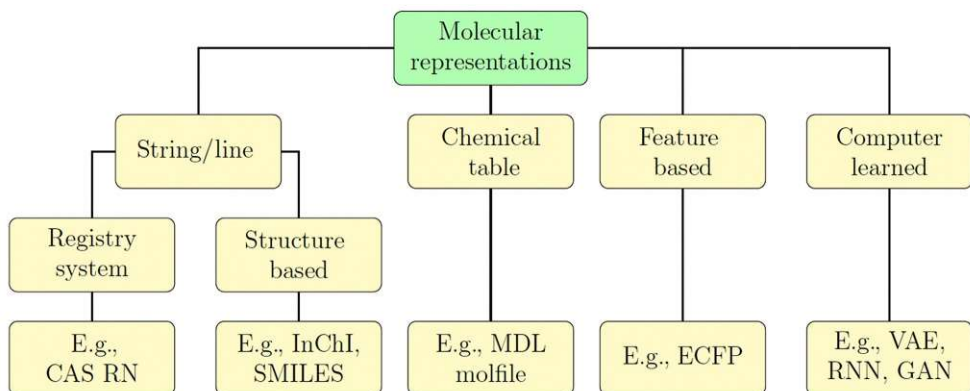 Molecular
representations
String/line
Chemical
table
Feature
based
Computer
learned
Registry
system
Structure
based
E.g.,
CAS RN
E.g., InChI,
SMILES
E.g., MDL
molfile
E.g., ECFP
E.g., VAE,
RNN, GAN